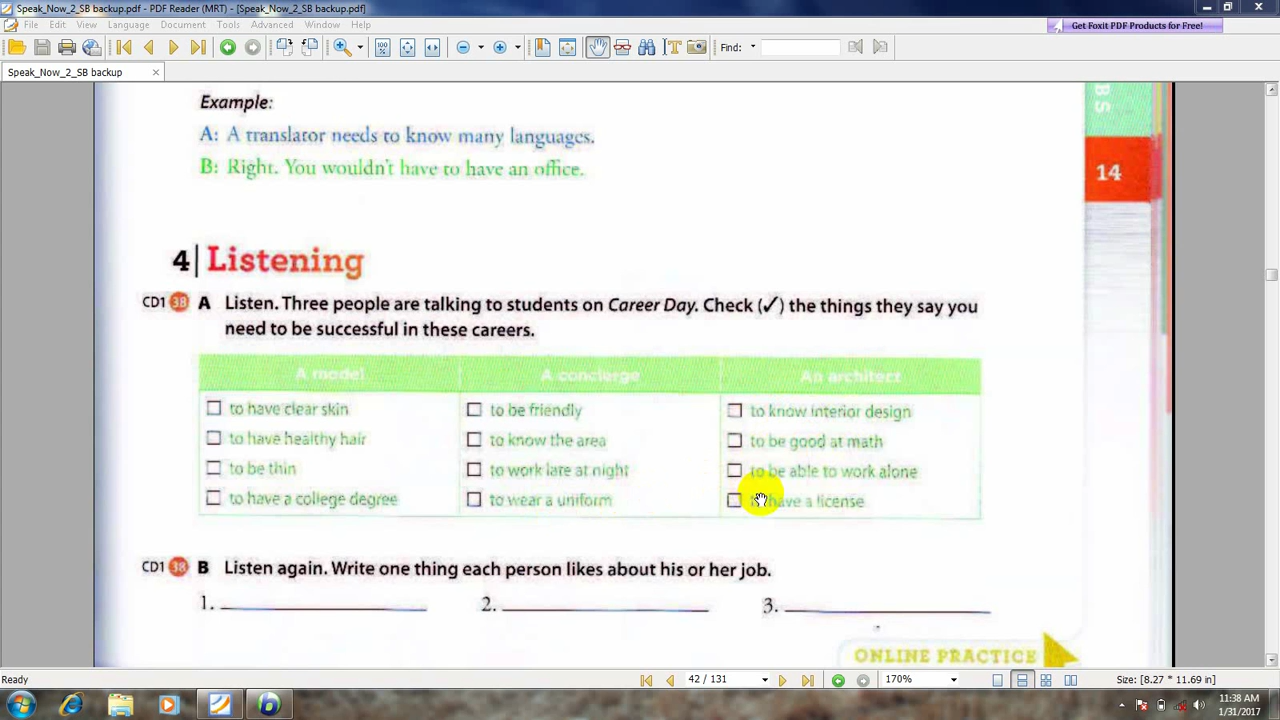 Speak_Now_2_SB backup.pdf - PDF Reader (MRT) - [Speak_Now_2_SB backup.pdf]
File Edit View Language Document Tools Advanced Window Help
Get Foxit PDF Products for Free!
Find:
Speak_Now_2_SB backup
Example:
A: A translator needs to know many languages.
B: Right. You wouldn't have to have an office.
BS
14
4 Listening
CD1 38 A Listen. Three people are talking to students on Career Day. Check (✓) the things they say you
need to be successful in these careers.
A model A concierge An architect
to have clear skin to be friendly to know interior design
to have healthy hair to know the area to be good at math
to be thin to work late at night to be able to work alone
to have a college degree to wear a uniform to have a license
CD1 38 B Listen again. Write one thing each person likes about his or her job.
1. 2. 3.
ONLINE PRACTICE
Ready 42 / 131 170% Size: [8.27 * 11.69 in]
11:38 AM
1/31/2017